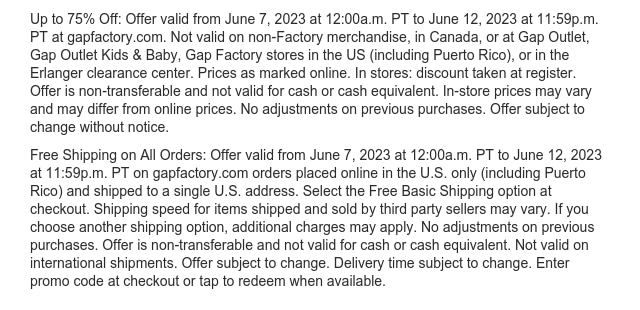 Up to 75% Off: Offer valid from June 7, 2023 at 12:00a.m. PT to June 12, 2023 at 11:59p.m.
PT at gapfactory.com. Not valid on non-Factory merchandise, in Canada, or at Gap Outlet,
Gap Outlet Kids & Baby, Gap Factory stores in the US (including Puerto Rico), or in the
Erlanger clearance center. Prices as marked online. In stores: discount taken at register.
Offer is non-transferable and not valid for cash or cash equivalent. In-store prices may vary
and may differ from online prices. No adjustments on previous purchases. Offer subject to
change without notice.
Free Shipping on All Orders: Offer valid from June 7, 2023 at 12:00a.m. PT to June 12, 2023
at 11:59p.m. PT on gapfactory.com orders placed online in the U.S. only (including Puerto
Rico) and shipped to a single U.S. address. Select the Free Basic Shipping option at
checkout. Shipping speed for items shipped and sold by third party sellers may vary. If you
choose another shipping option, additional charges may apply. No adjustments on previous
purchases. Offer is non-transferable and not valid for cash or cash equivalent. Not valid on
international shipments. Offer subject to change. Delivery time subject to change. Enter
promo code at checkout or tap to redeem when available.